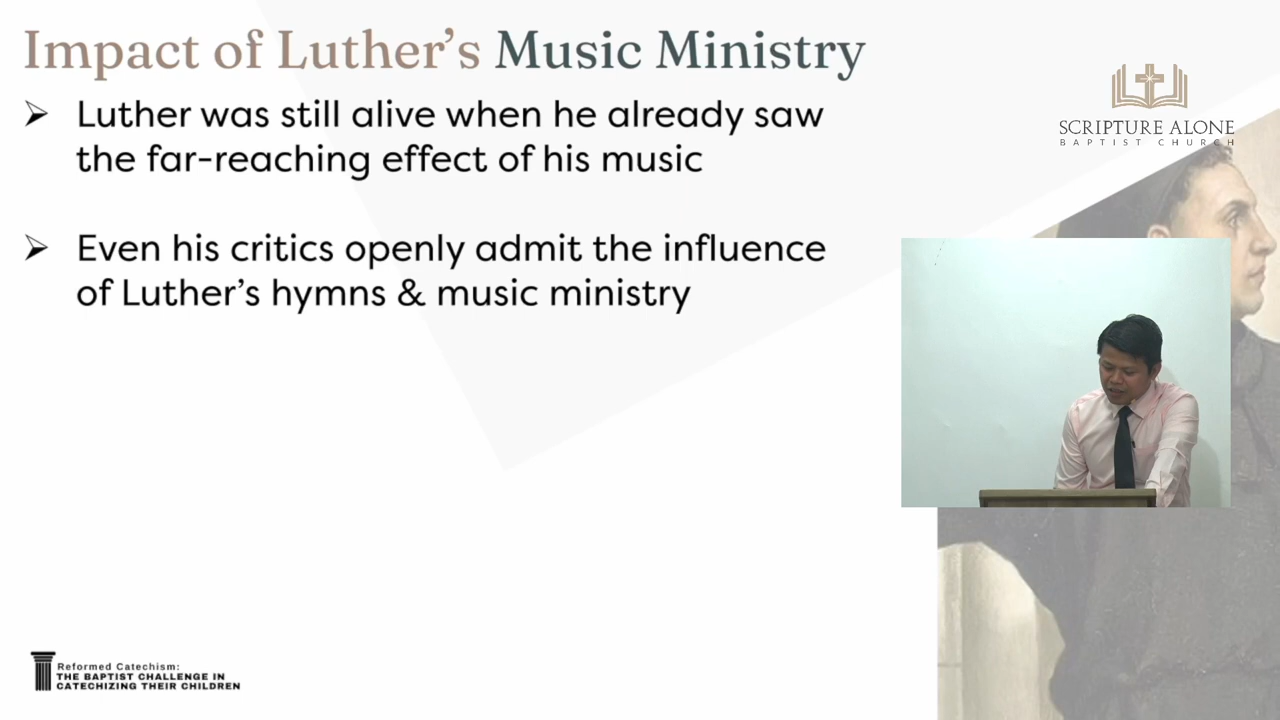 Impact of Luther's Music Ministry
➢ Luther was still alive when he already saw
the far-reaching effect of his music
➢ Even his critics openly admit the influence
of Luther's hymns & music ministry
SCRIPTURE ALONE
BAPTIST CHURCH
Reformed Catechism:
THE BAPTIST CHALLENGE IN
CATECHIZING THEIR CHILDREN